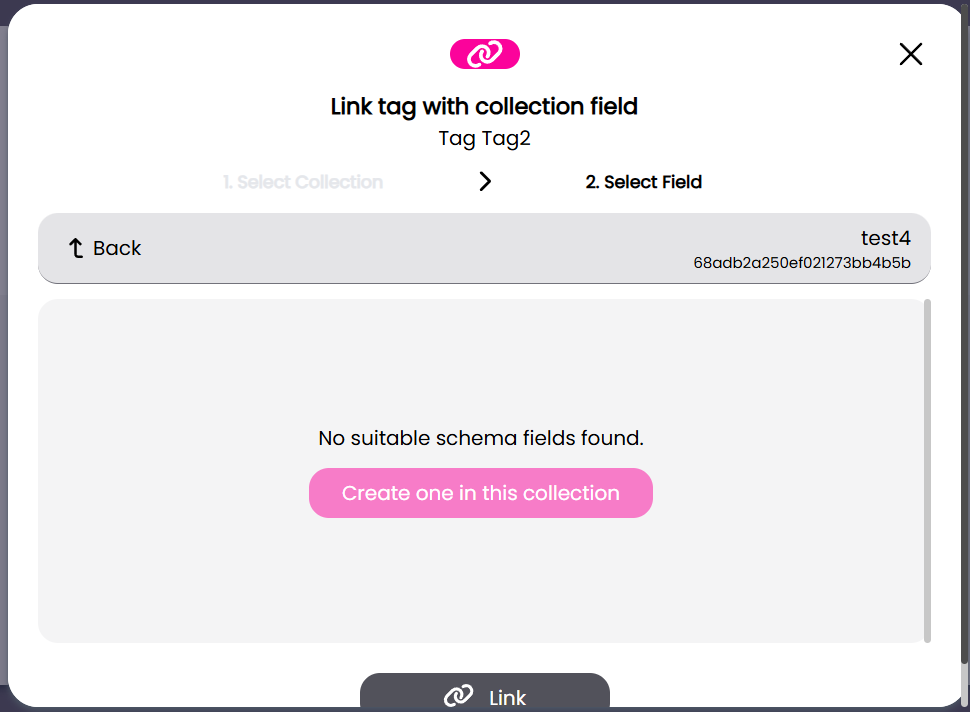 Link tag with collection field
Tag Tag2
1. Select Collection
2. Select Field
Back
test4
68adb2a250ef021273bb4b5b
No suitable schema fields found.
Create one in this collection
Link